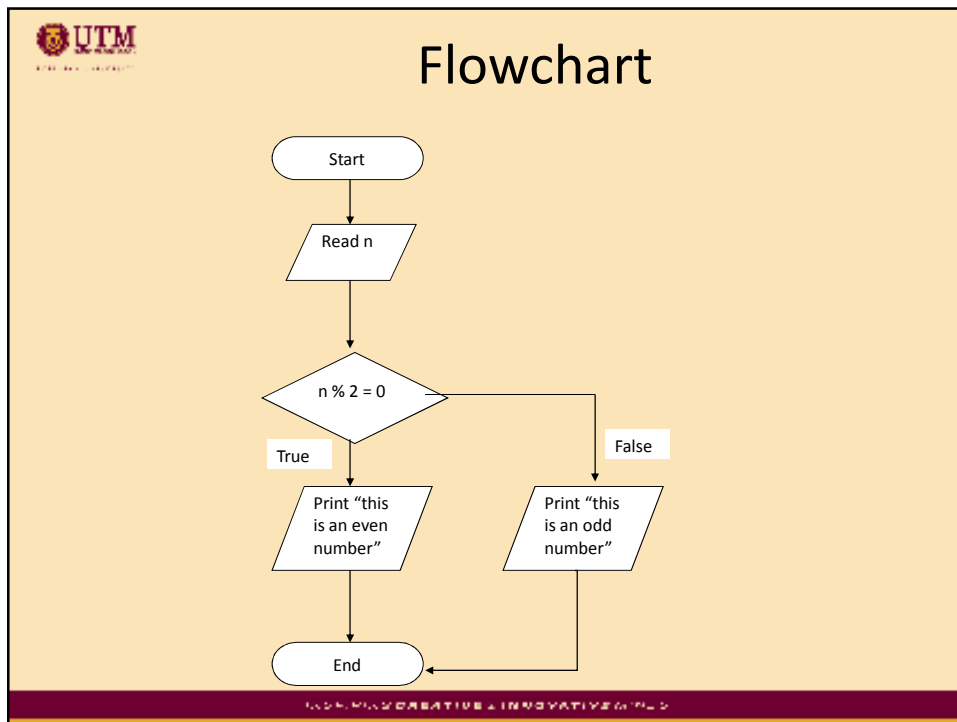 UTM
Flowchart
Start
Read n
n % 2 = 0
True
False
Print “this
is an even
number”
Print “this
is an odd
number”
End